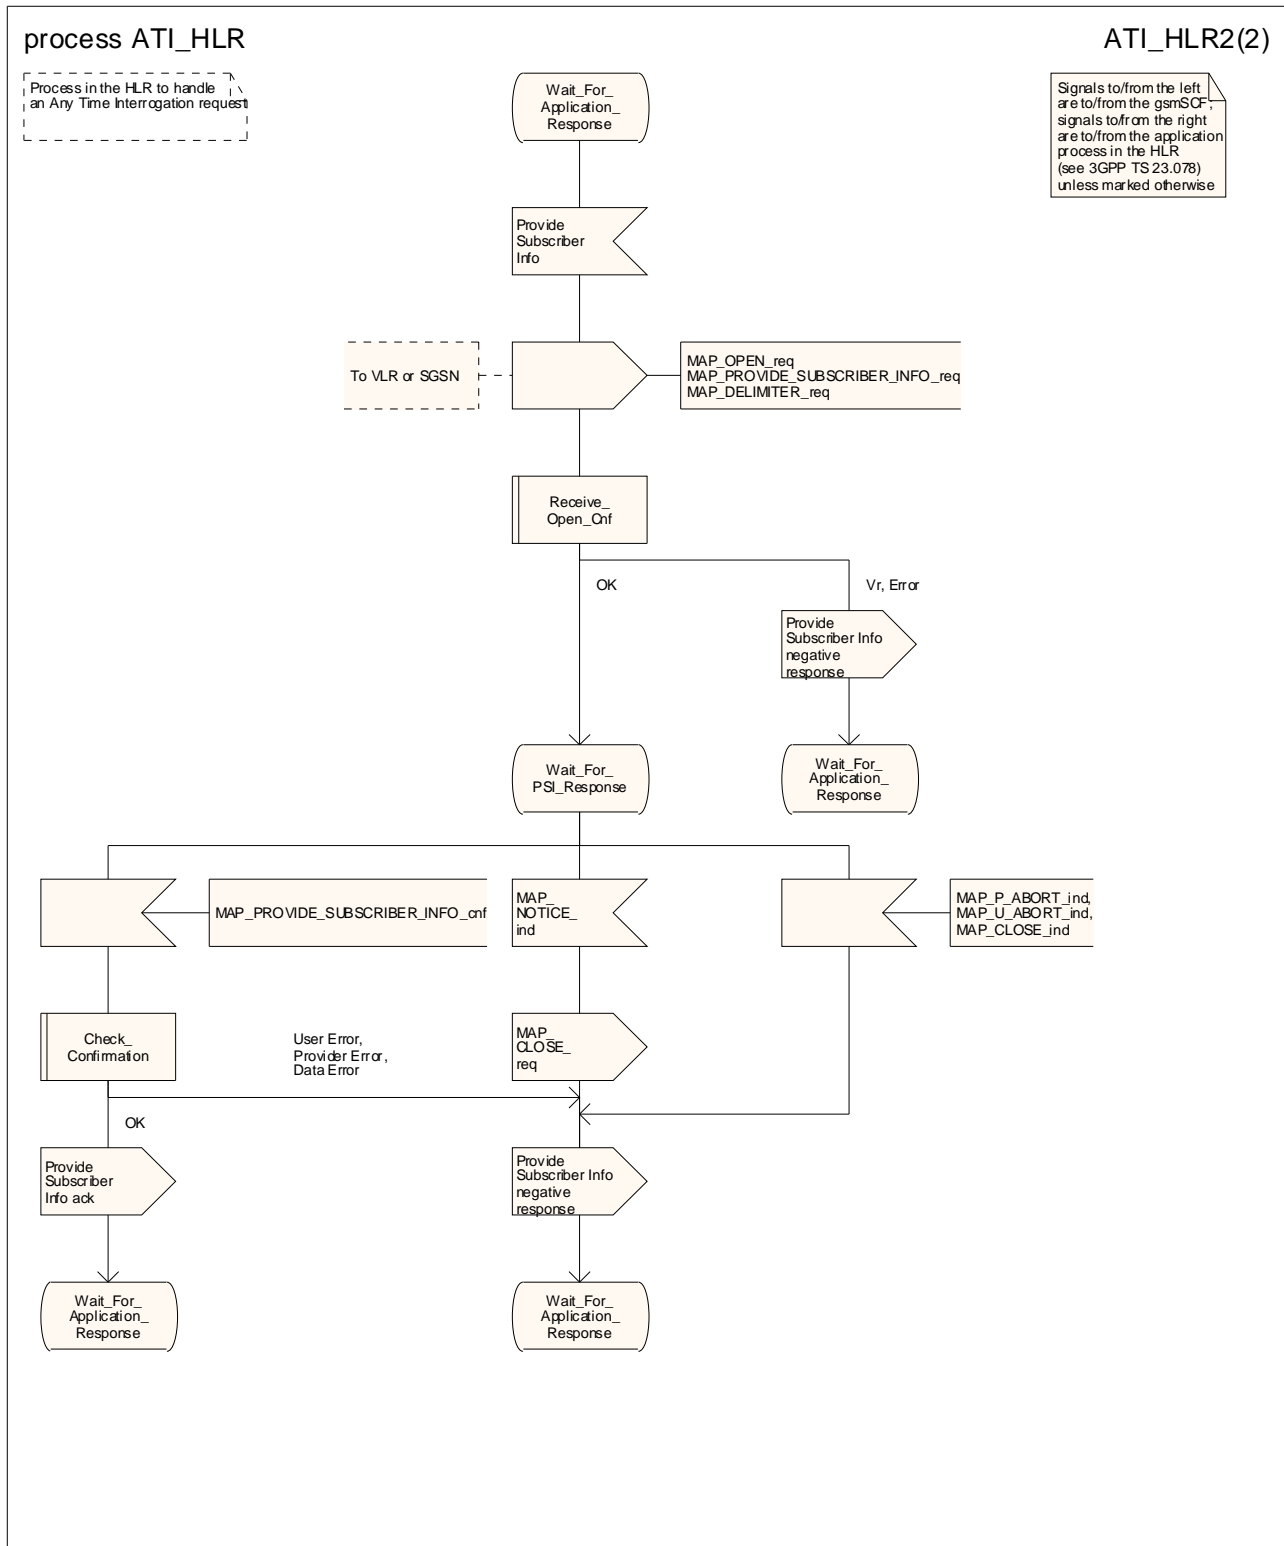 process ATI_HLR
ATI_HLR2(2)
Process in the HLR to handle
an Any Time Interrogation request
Wait_For_
Application_
Response
Signals to/from the left
are to/from the gsmSCF;
signals to/from the right
are to/from the application
process in the HLR
(see 3GPP TS 23.078)
unless marked otherwise
Provide
Subscriber
Info
To VLR or SGSN
MAP_OPEN_req
MAP_PROVIDE_SUBSCRIBER_INFO_req
MAP_DELIMITER_req
Receive_
Open_Cnf
OK
Vr, Error
Provide
Subscriber Info
negative
response
Wait_For_
PSI_Response
Wait_For_
Application_
Response
MAP_PROVIDE_SUBSCRIBER_INFO_cnf
MAP_
NOTICE_
ind
MAP_P_ABORT_ind,
MAP_U_ABORT_ind,
MAP_CLOSE_ind
Check_
Confirmation
User Error,
Provider Error,
Data Error
MAP_
CLOSE_
req
OK
Provide
Subscriber
Info ack
Provide
Subscriber Info
negative
response
Wait_For_
Application_
Response
Wait_For_
Application_
Response